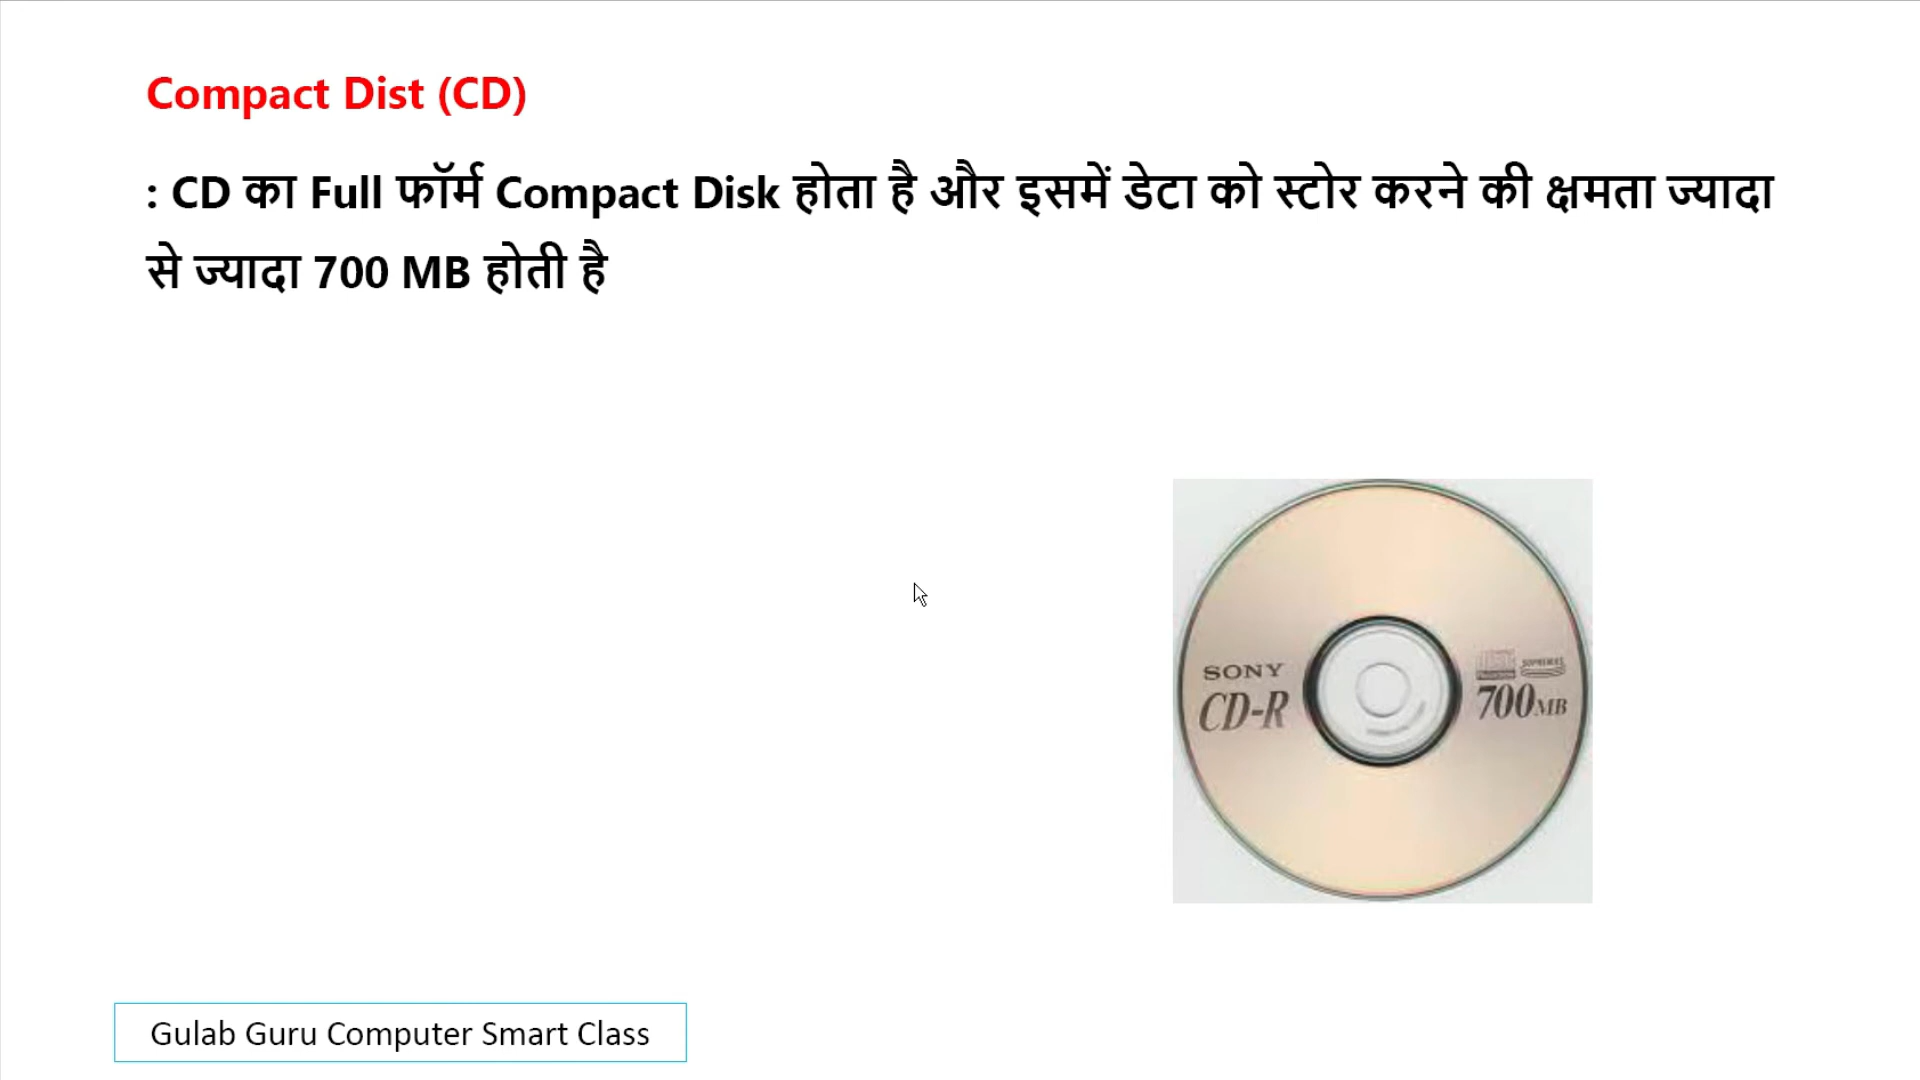 Compact Dist (CD)
: CD का Full फॉर्म Compact Disk होता है और इसमें डेटा को स्टोर करने की क्षमता ज्यादा
से ज्यादा 700 MB होती है
SONY
CD-R
700MB
Gulab Guru Computer Smart Class